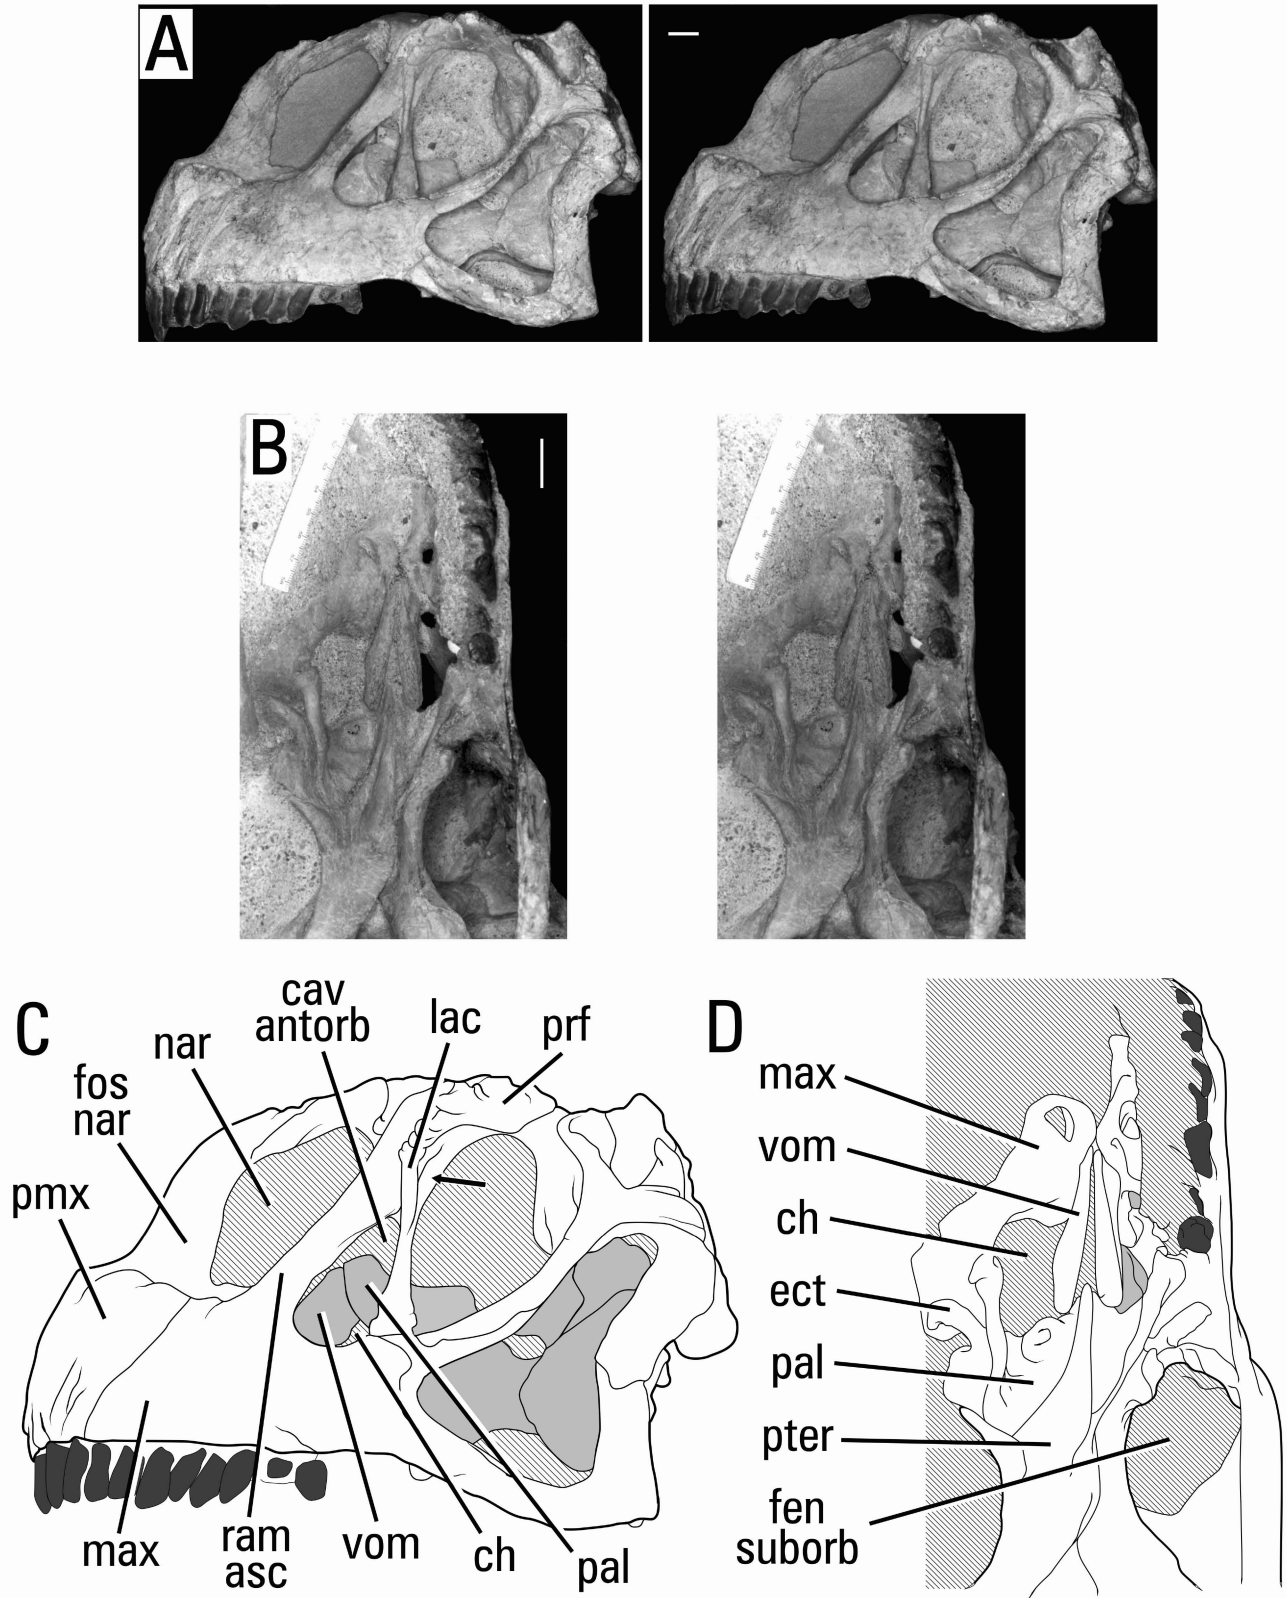 A
B
C
cav
antorb
lac
prf
nar
fos
nar
pmx
max
ram
asc
vom
ch
pal
D
max
vom
ch
ect
pal
pter
fen
suborb